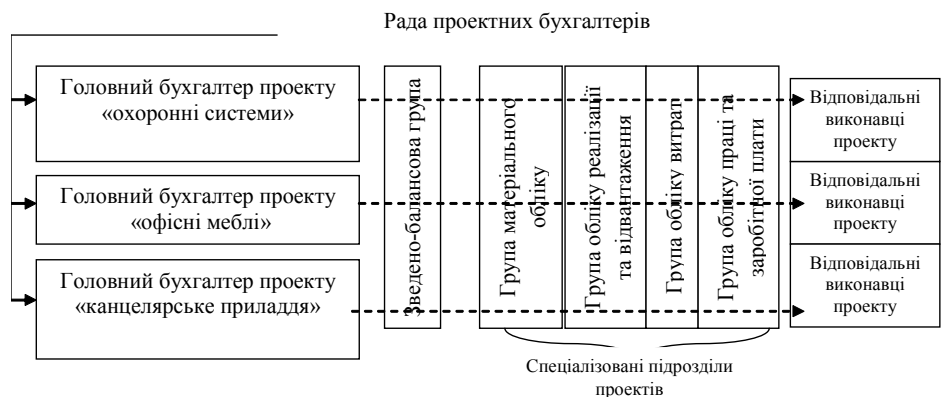 Рада проектних бухгалтерів
Головний бухгалтер проекту
«охоронні системи»
Головний бухгалтер проекту
«офісні меблі»
Головний бухгалтер проекту
«канцелярське приладдя»
Зведено-балансова група
Група матеріального
обліку
Група обліку реалізації
та відвантаження
Група обліку витрат
Група обліку праці та
заробітної плати
Відповідальні
виконавці
проекту
Відповідальні
виконавці
проекту
Відповідальні
виконавці
проекту
Спеціалізовані підрозділи
проектів